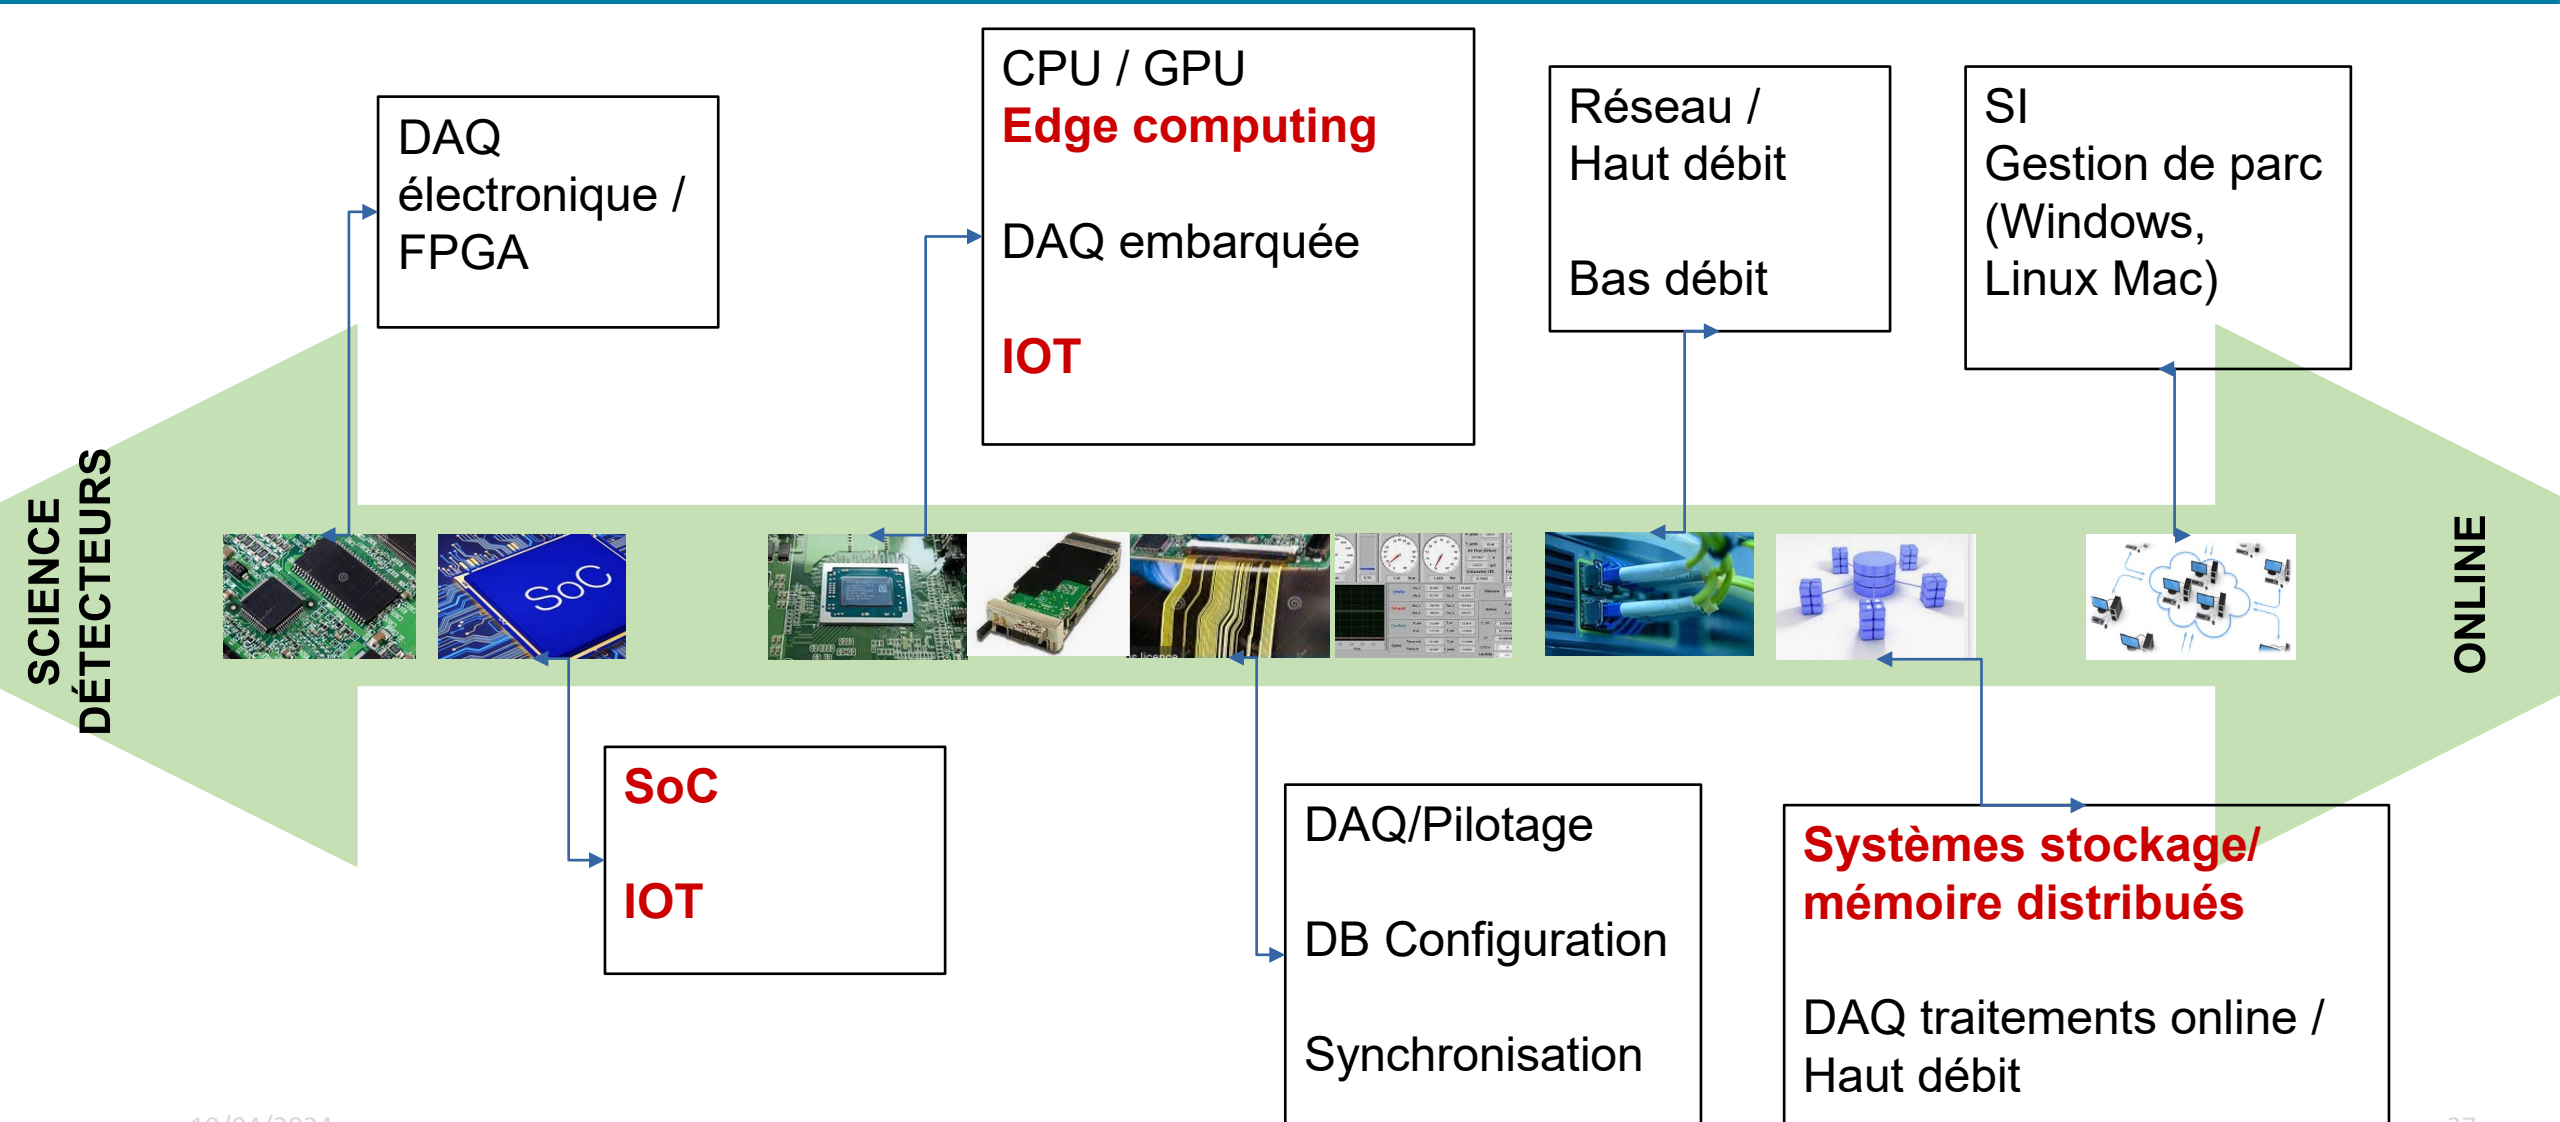 CPU / GPU
Edge computing
DAQ embarquée
IOT
Réseau /
Haut débit
Bas débit
SI
Gestion de parc
(Windows,
Linux Mac)
DAQ
électronique /
FPGA
SCIENCE
DÉTECTEURS
SoC
ONLINE
SoC
IOT
DAQ/Pilotage
DB Configuration
Synchronisation
Systèmes stockage/
mémoire distribués
DAQ traitements online /
Haut débit